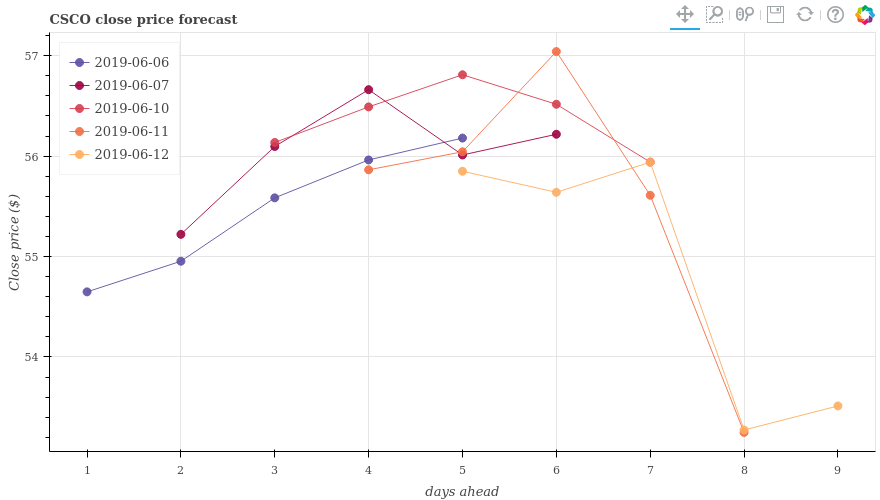 CSCO close price forecast
57
56
55
54
Close price ($)
2019-06-06
2019-06-07
2019-06-10
2019-06-11
2019-06-12
1 2 3 4 5 6 7 8 9
days ahead